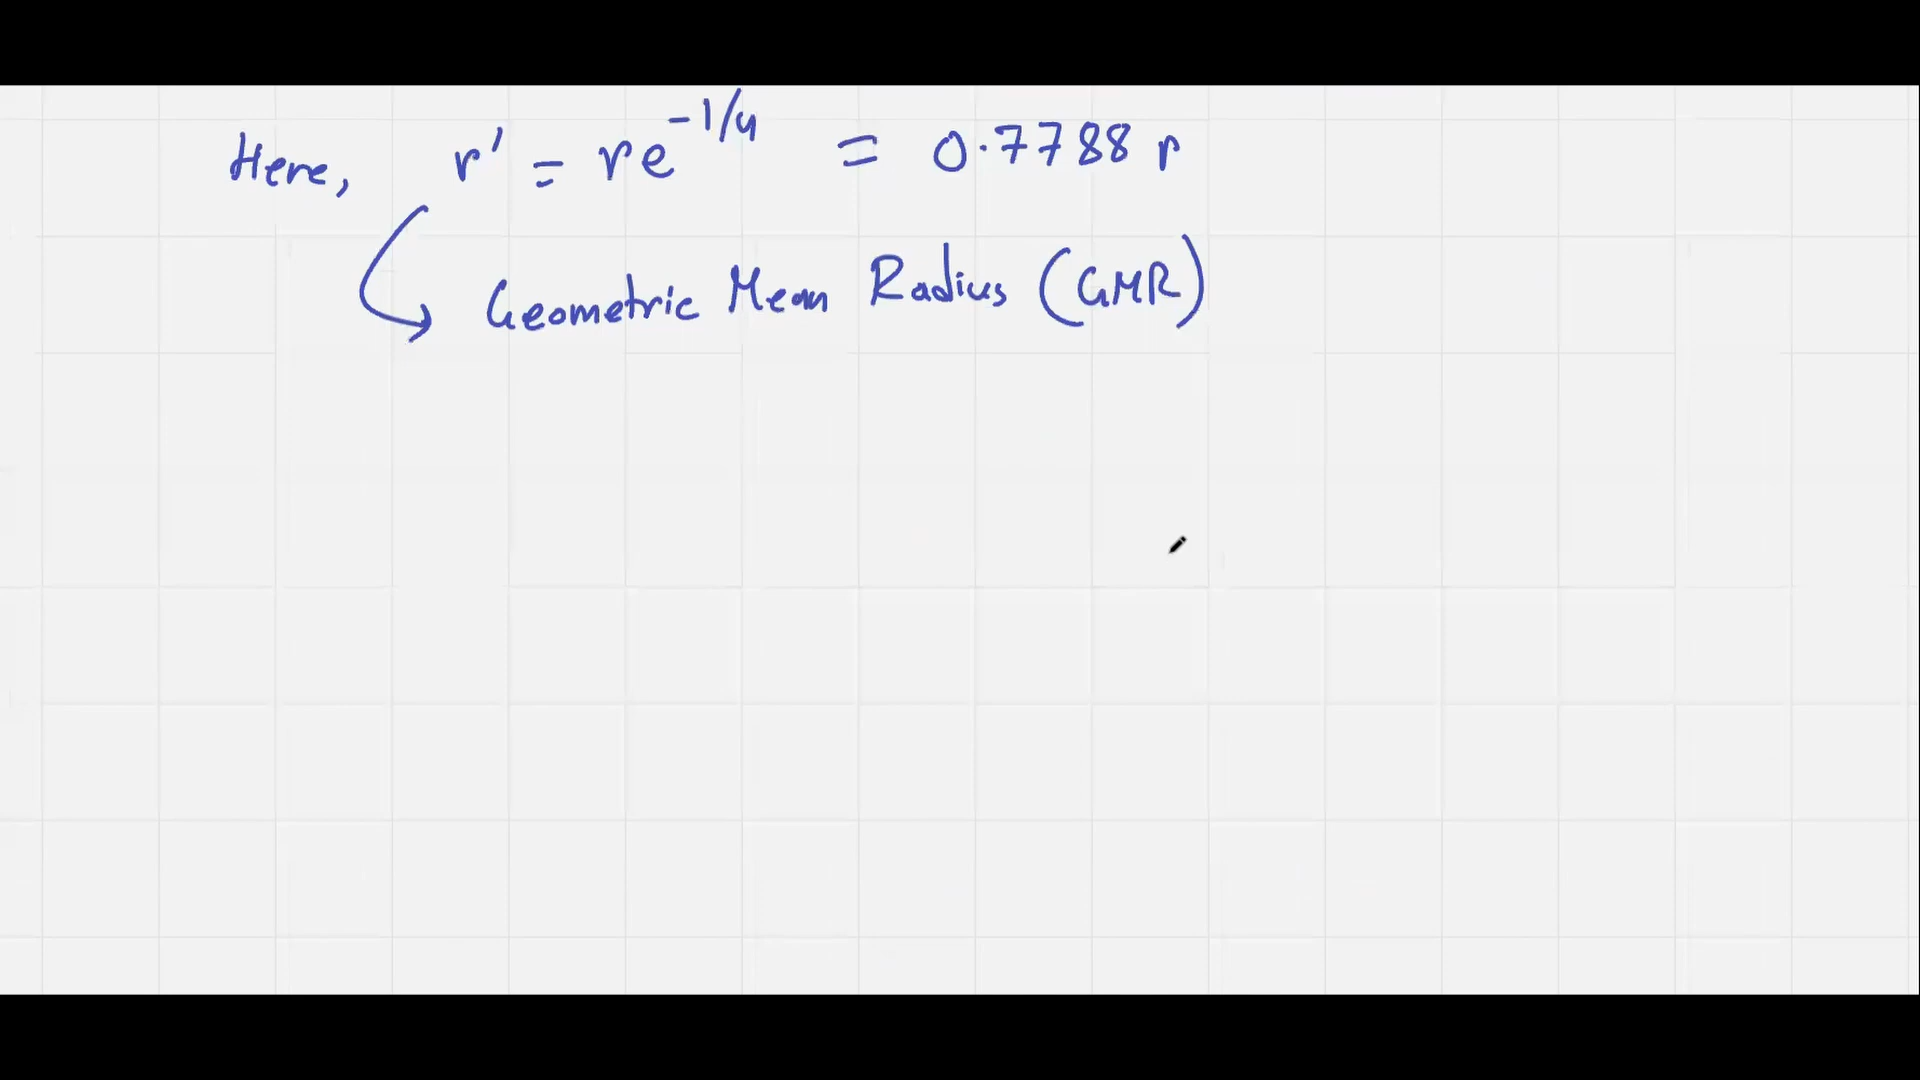 Here, r' = re^{-1/4} = 0.7788 r
Geometric Mean Radius (GMR)